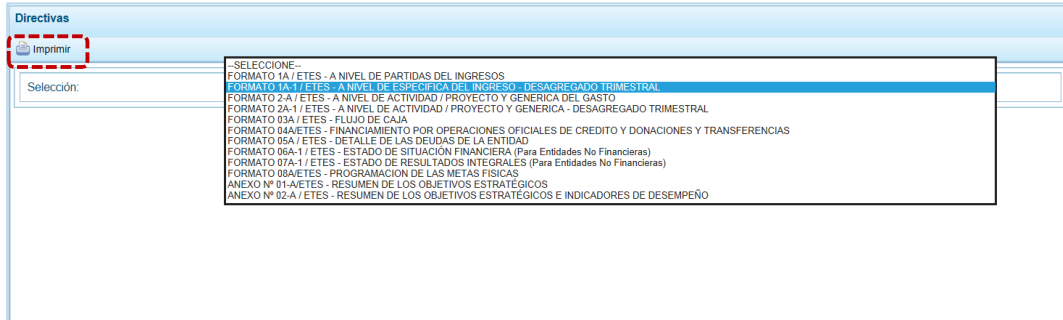 Directivas
Imprimir
Selección:
--SELECCIONE--
FORMATO 1A / ETES - A NIVEL DE PARTIDAS DEL INGRESOS
FORMATO 1A-1 / ETES - A NIVEL DE ESPECIFICA DEL INGRESO - DESAGREGADO TRIMESTRAL
FORMATO 2-A / ETES - A NIVEL DE ACTIVIDAD / PROYECTO Y GENERICA DEL GASTO
FORMATO 2A-1 / ETES - A NIVEL DE ACTIVIDAD / PROYECTO Y GENERICA - DESAGREGADO TRIMESTRAL
FORMATO 03A / ETES - FLUJO DE CAJA
FORMATO 04A/ETES - FINANCIAMIENTO POR OPERACIONES OFICIALES DE CREDITO Y DONACIONES Y TRANSFERENCIAS
FORMATO 05A / ETES - DETALLE DE LAS DEUDAS DE LA ENTIDAD
FORMATO 06A-1 / ETES - ESTADO DE SITUACIÓN FINANCIERA (Para Entidades No Financieras)
FORMATO 07A-1 / ETES - ESTADO DE RESULTADOS INTEGRALES (Para Entidades No Financieras)
FORMATO 08A/ETES - PROGRAMACION DE LAS METAS FISICAS
ANEXO Nº 01-A/ETES - RESUMEN DE LOS OBJETIVOS ESTRATÉGICOS
ANEXO Nº 02-A / ETES - RESUMEN DE LOS OBJETIVOS ESTRATÉGICOS E INDICADORES DE DESEMPEÑO